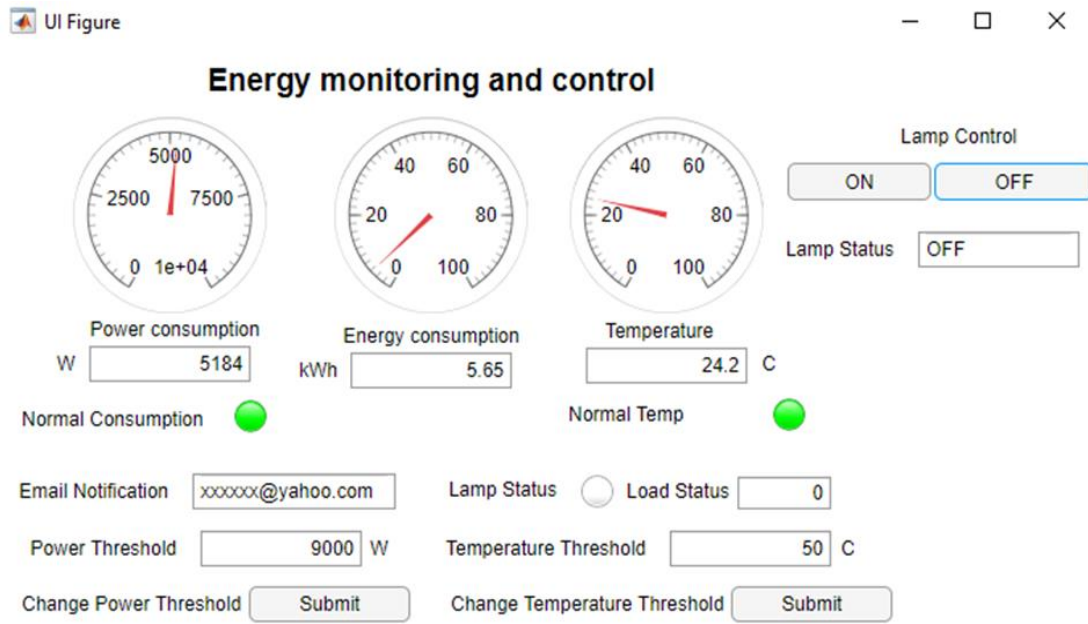 UI Figure
Energy monitoring and control
5000
2500 7500
0 1e+04
40 60
20 80
0 100
40 60
20 80
0 100
Lamp Control
ON OFF
Lamp Status OFF
Power consumption
W 5184
Energy consumption
kWh 5.65
Temperature
24.2 C
Normal Consumption
Normal Temp
Email Notification xxxxxx@yahoo.com
Lamp Status Load Status 0
Power Threshold 9000 W
Temperature Threshold 50 C
Change Power Threshold Submit
Change Temperature Threshold Submit